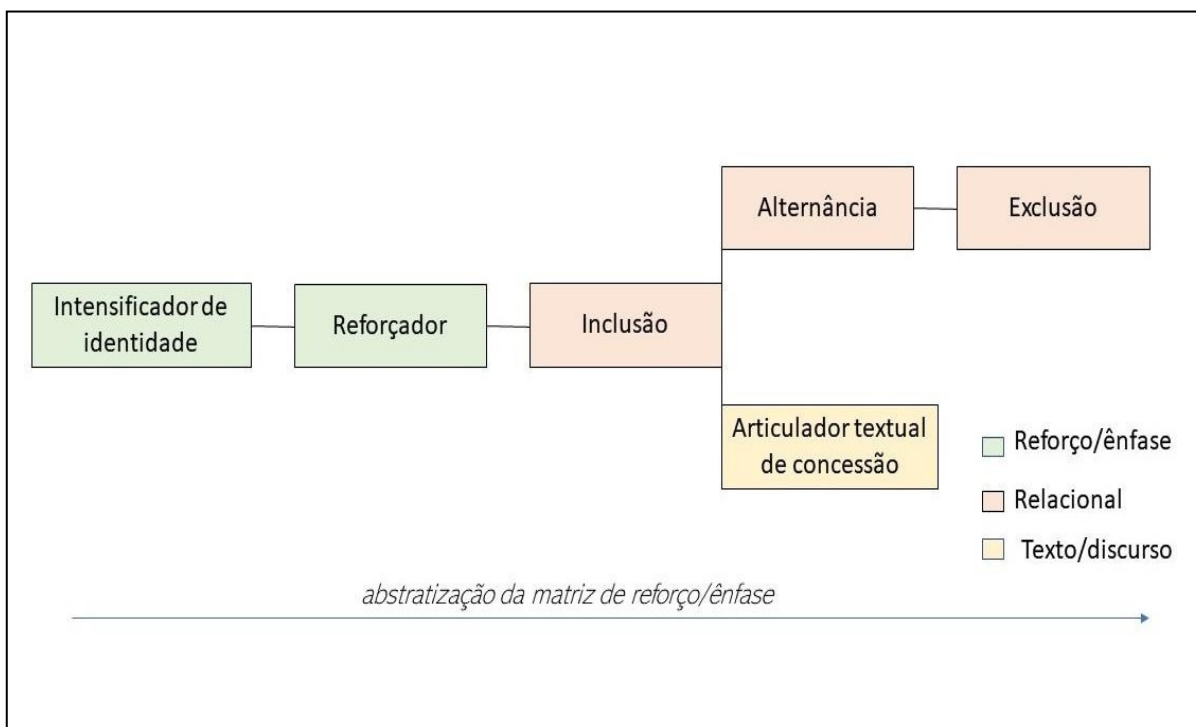 Alternância
Exclusão
Intensificador de
identidade
Reforçador
Inclusão
Articulador textual
de concessão
Reforço/ênfase
Relacional
Texto/discurso
abstratização da matriz de reforço/ênfase